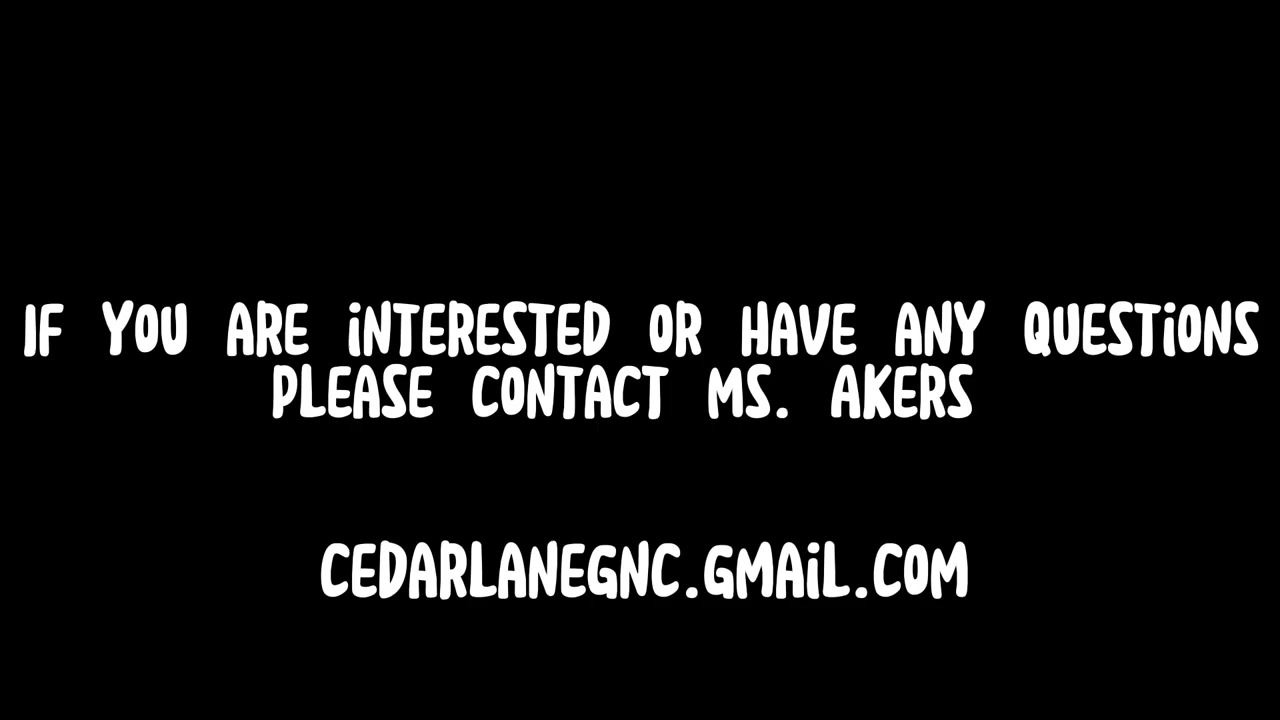 IF YOU ARE INTERESTED OR HAVE ANY QUESTIONS
PLEASE CONTACT MS. AKERS
CEDARLANEGNC.GMAIL.COM